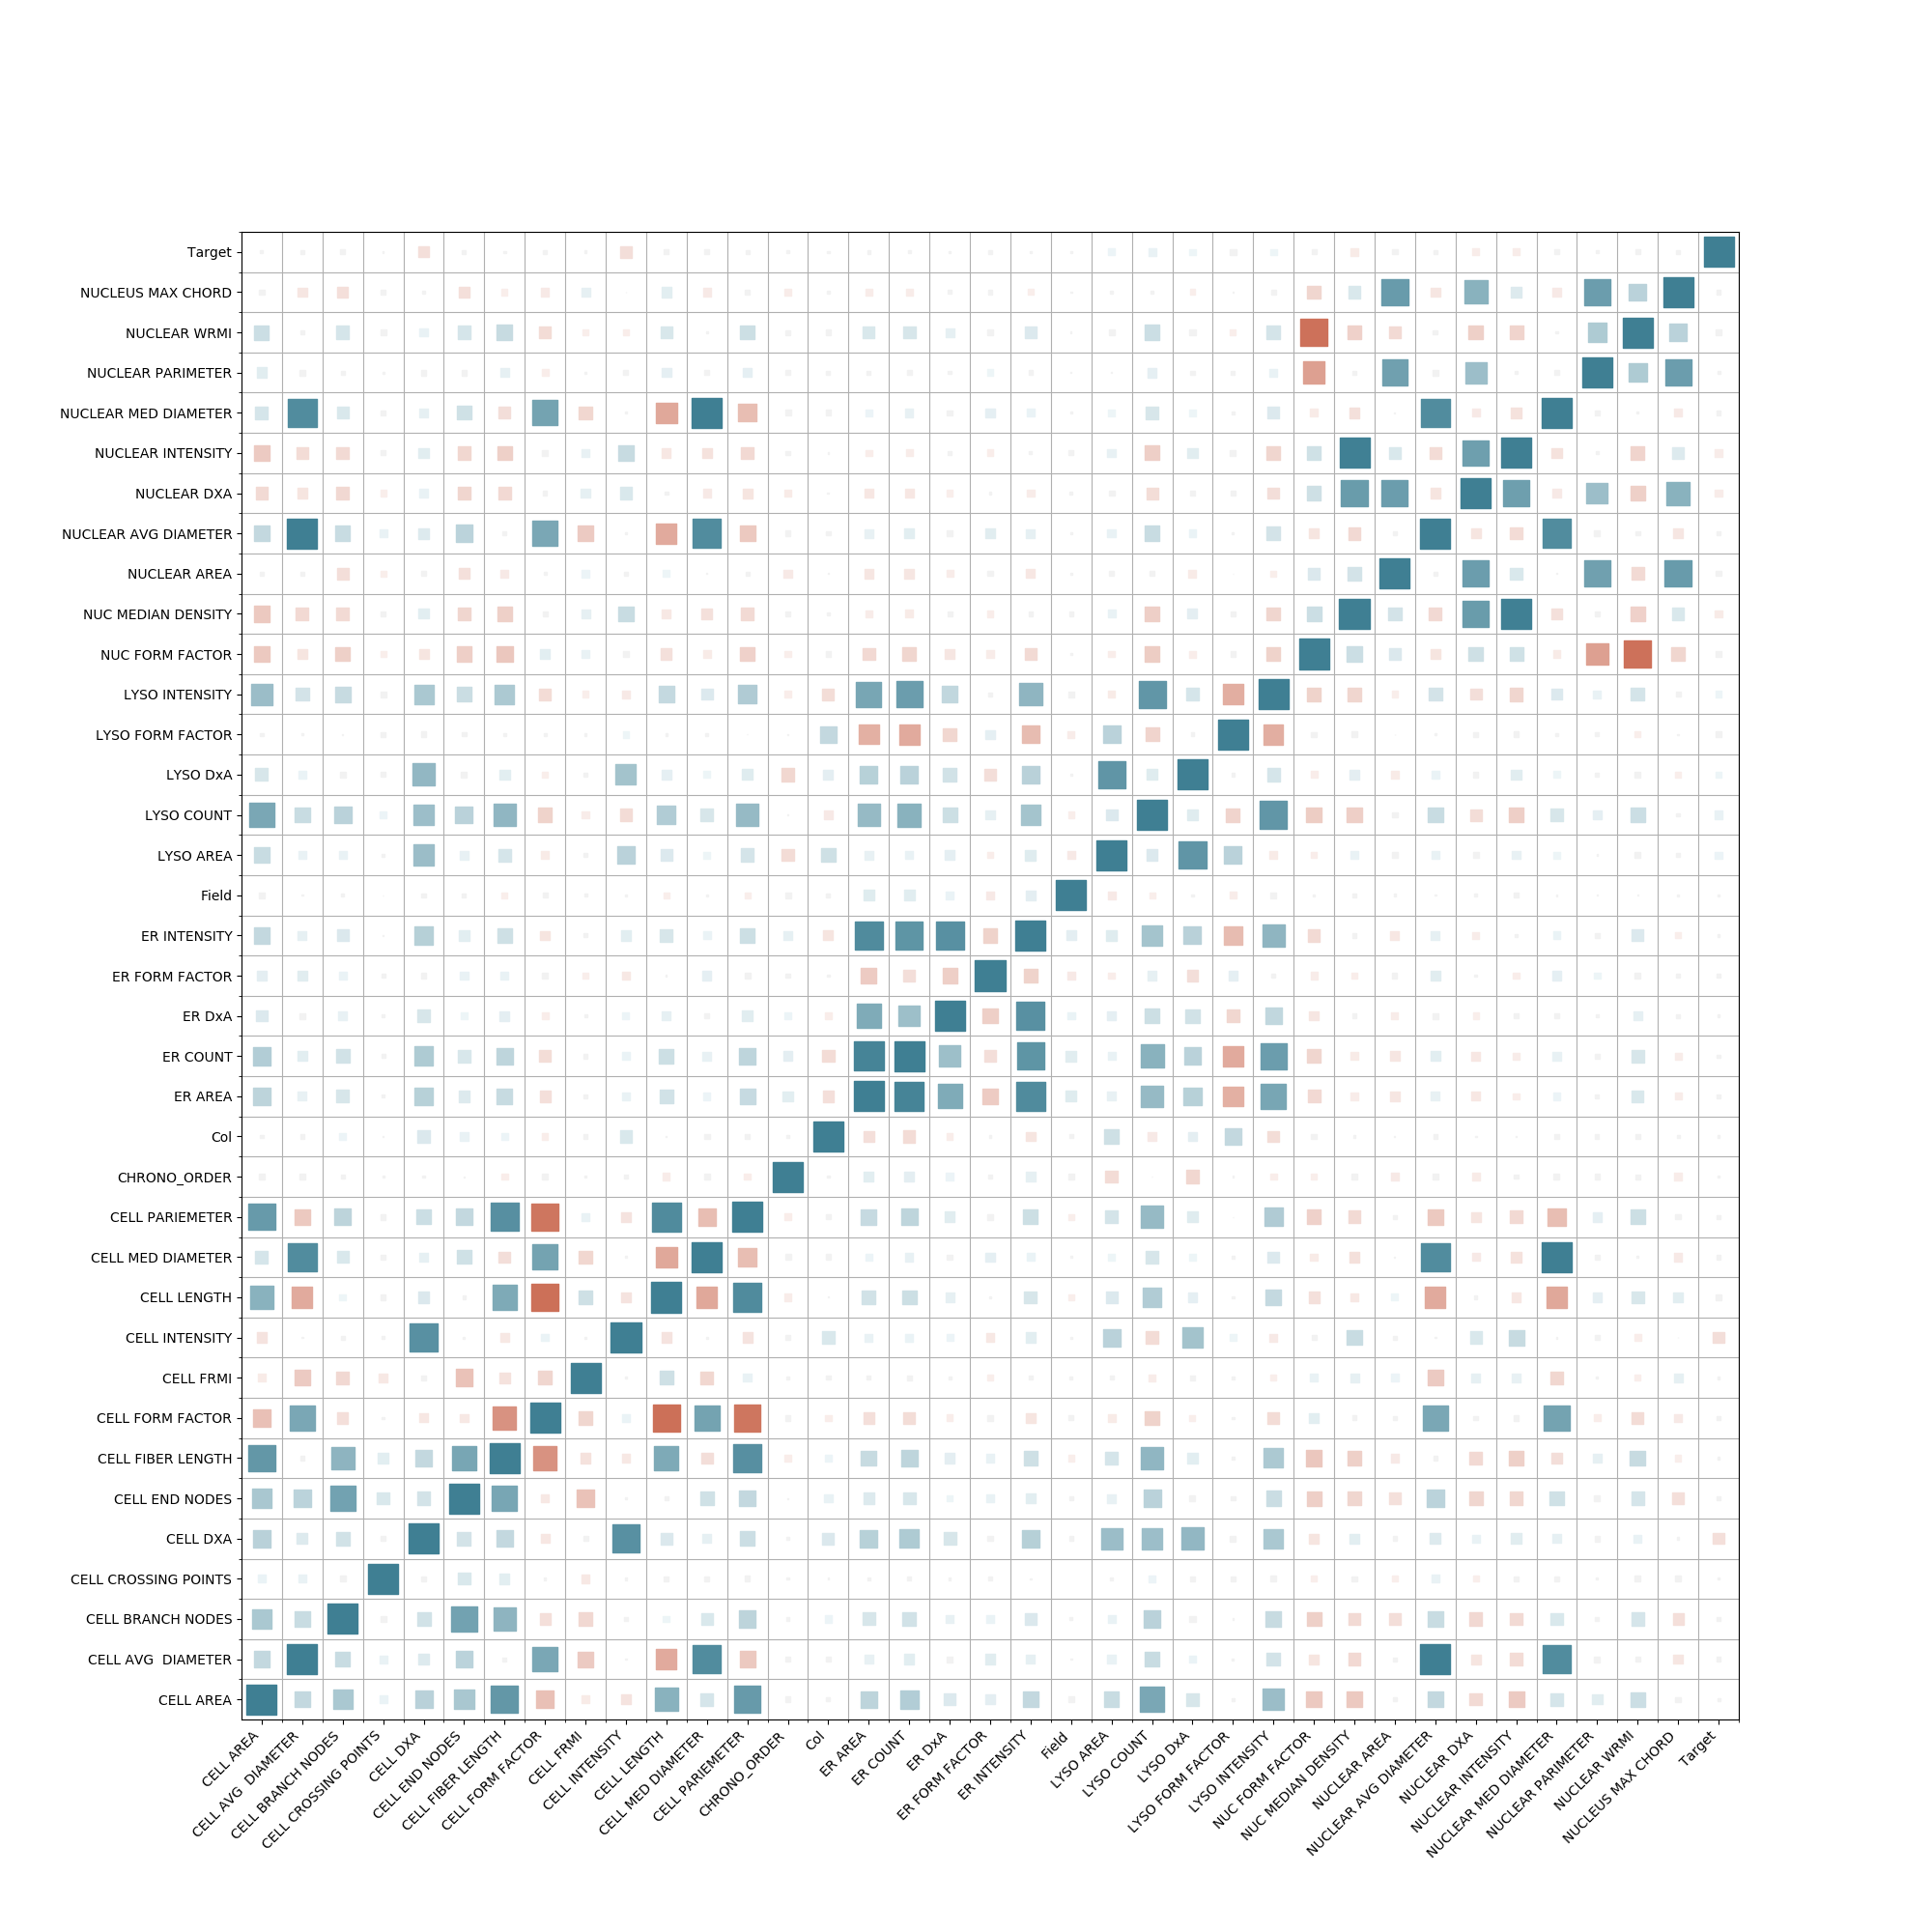 Target
NUCLEUS MAX CHORD
NUCLEAR WRMI
NUCLEAR PARIMETER
NUCLEAR MED DIAMETER
NUCLEAR INTENSITY
NUCLEAR DXA
NUCLEAR AVG DIAMETER
NUCLEAR AREA
NUC MEDIAN DENSITY
NUC FORM FACTOR
LYSO INTENSITY
LYSO FORM FACTOR
LYSO DxA
LYSO COUNT
LYSO AREA
Field
ER INTENSITY
ER FORM FACTOR
ER DxA
ER COUNT
ER AREA
Col
CHRONO_ORDER
CELL PARIEMETER
CELL MED DIAMETER
CELL LENGTH
CELL INTENSITY
CELL FRMI
CELL FORM FACTOR
CELL FIBER LENGTH
CELL END NODES
CELL DXA
CELL CROSSING POINTS
CELL BRANCH NODES
CELL AVG  DIAMETER
CELL AREA
CELL AREA
CELL AVG  DIAMETER
CELL BRANCH NODES
CELL CROSSING POINTS
CELL DXA
CELL END NODES
CELL FIBER LENGTH
CELL FORM FACTOR
CELL FRMI
CELL INTENSITY
CELL LENGTH
CELL MED DIAMETER
CELL PARIEMETER
CHRONO_ORDER
Col
ER AREA
ER COUNT
ER DxA
ER FORM FACTOR
ER INTENSITY
Field
LYSO AREA
LYSO COUNT
LYSO DxA
LYSO FORM FACTOR
LYSO INTENSITY
NUC FORM FACTOR
NUC MEDIAN DENSITY
NUCLEAR AREA
NUCLEAR AVG DIAMETER
NUCLEAR DXA
NUCLEAR INTENSITY
NUCLEAR MED DIAMETER
NUCLEAR PARIMETER
NUCLEAR WRMI
NUCLEUS MAX CHORD
Target